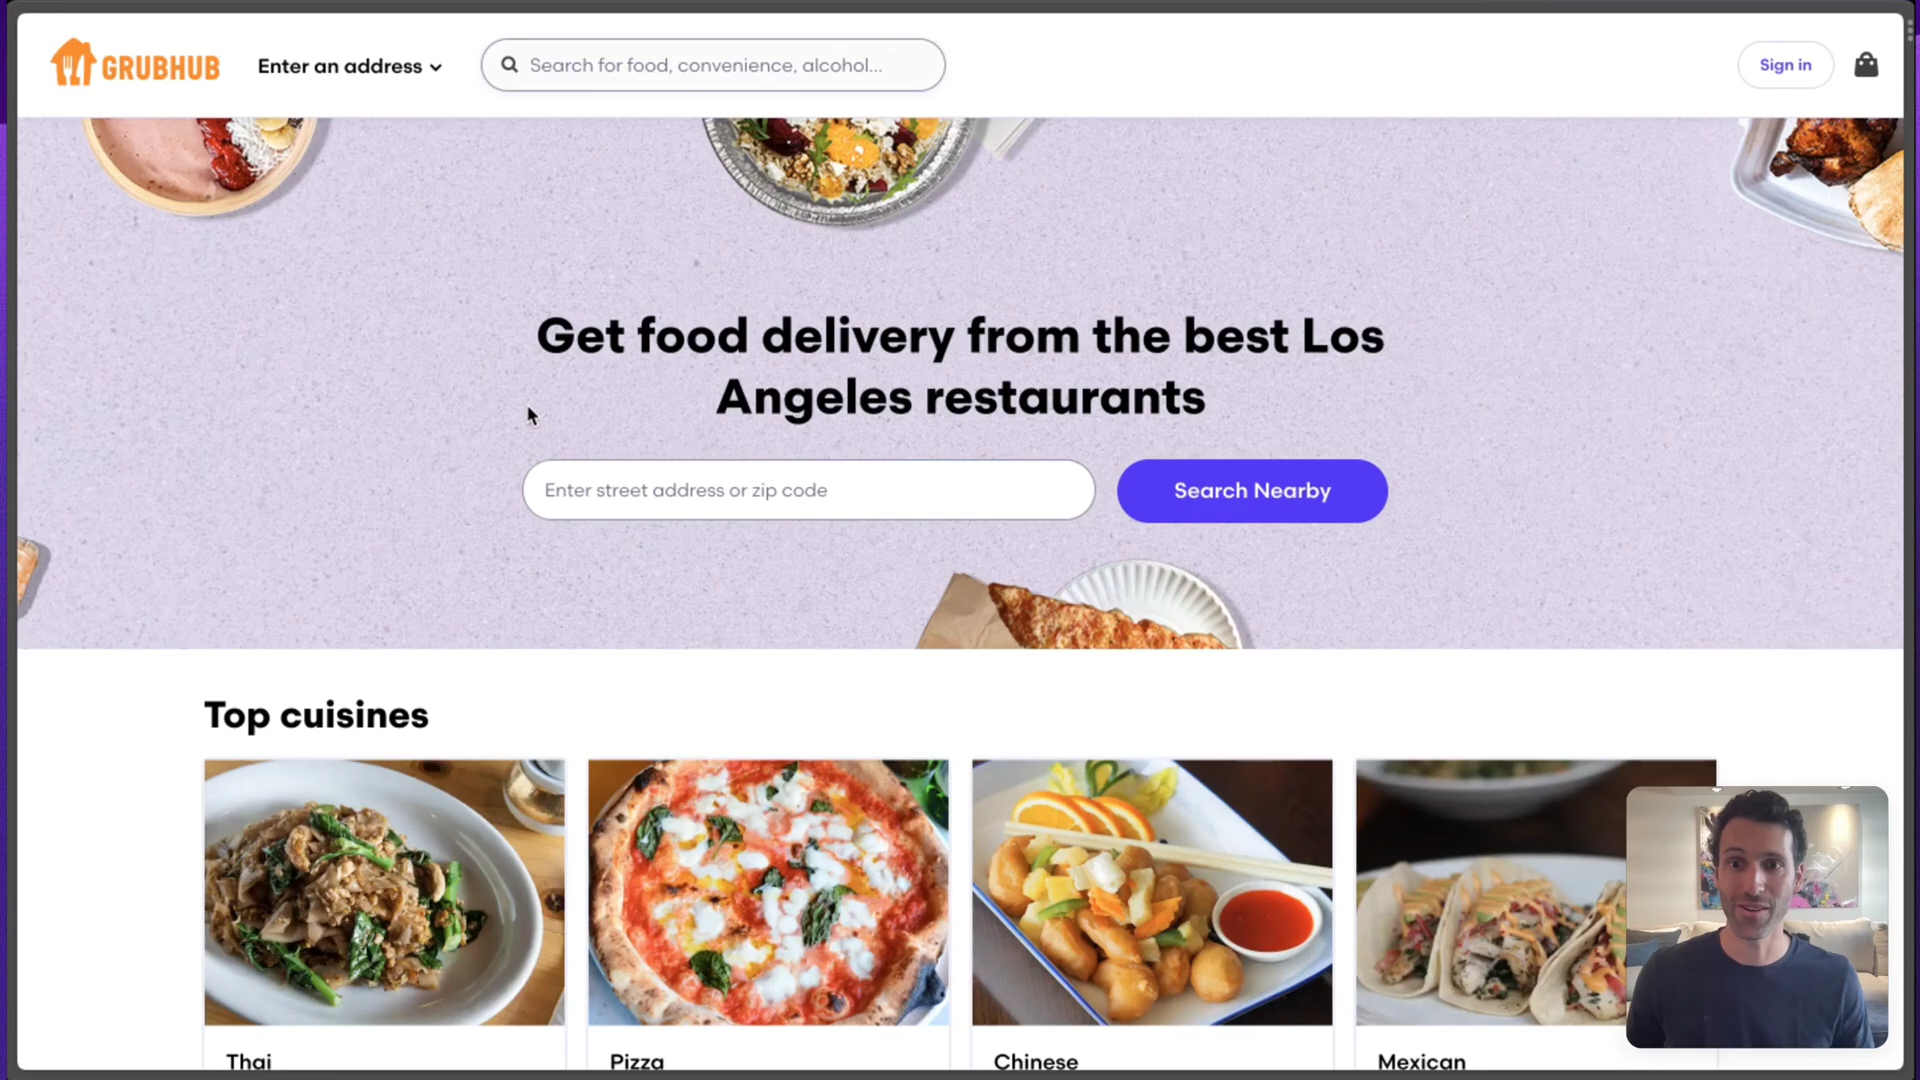 GRUBHUB
Enter an address
Search for food, convenience, alcohol...
Sign in
Get food delivery from the best Los
Angeles restaurants
Enter street address or zip code
Search Nearby
Top cuisines
Thai
Pizza
Chinese
Mexican